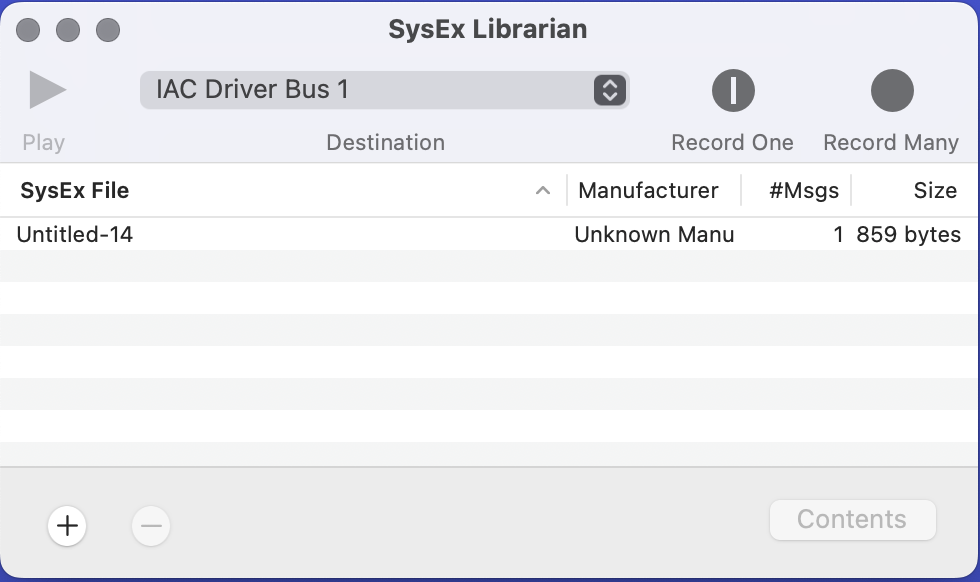 SysEx Librarian
IAC Driver Bus 1
Play
Destination
Record One
Record Many
SysEx File Manufacturer #Msgs Size
Untitled-14 Unknown Manu 1 859 bytes
Contents